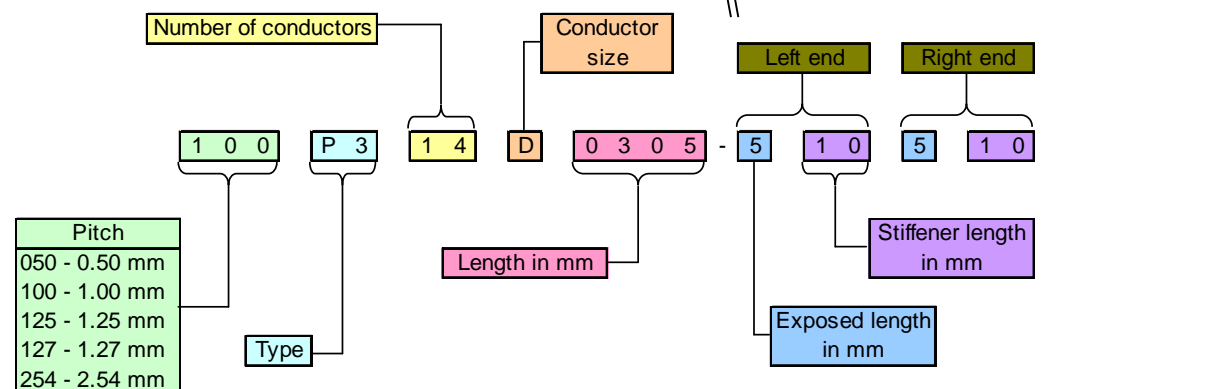 Number of conductors
Conductor
size
Left end
Right end
1 0 0 P 3 1 4 D 0 3 0 5 - 5 1 0 5 1 0
Pitch
050 - 0.50 mm
100 - 1.00 mm
125 - 1.25 mm
127 - 1.27 mm
254 - 2.54 mm
Type
Length in mm
Stiffener length
in mm
Exposed length
in mm